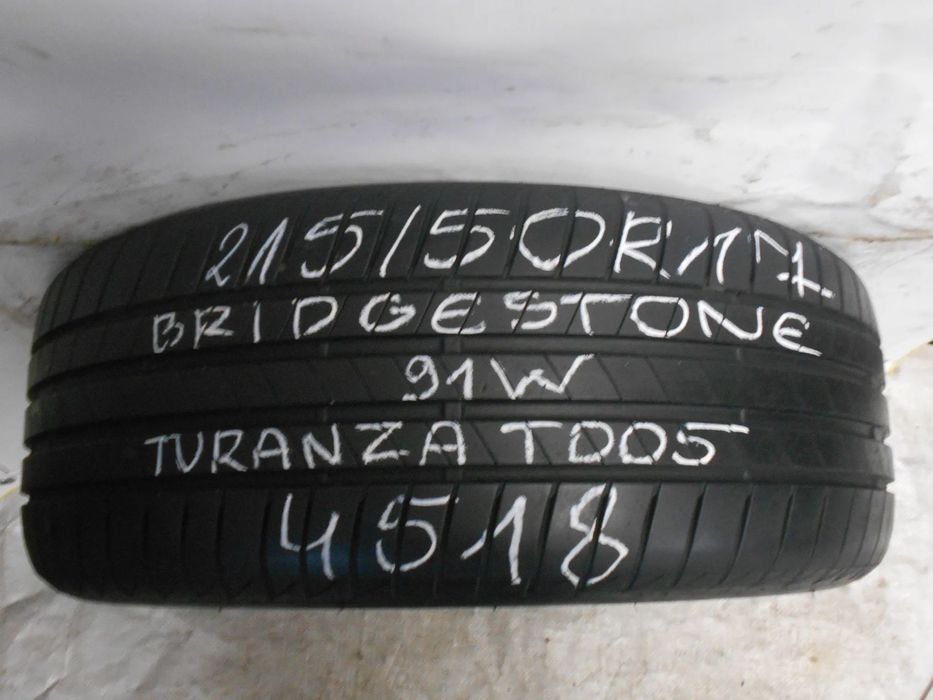 215/50R17
BRIDGESTONE
91W
TURANZA T005
4518